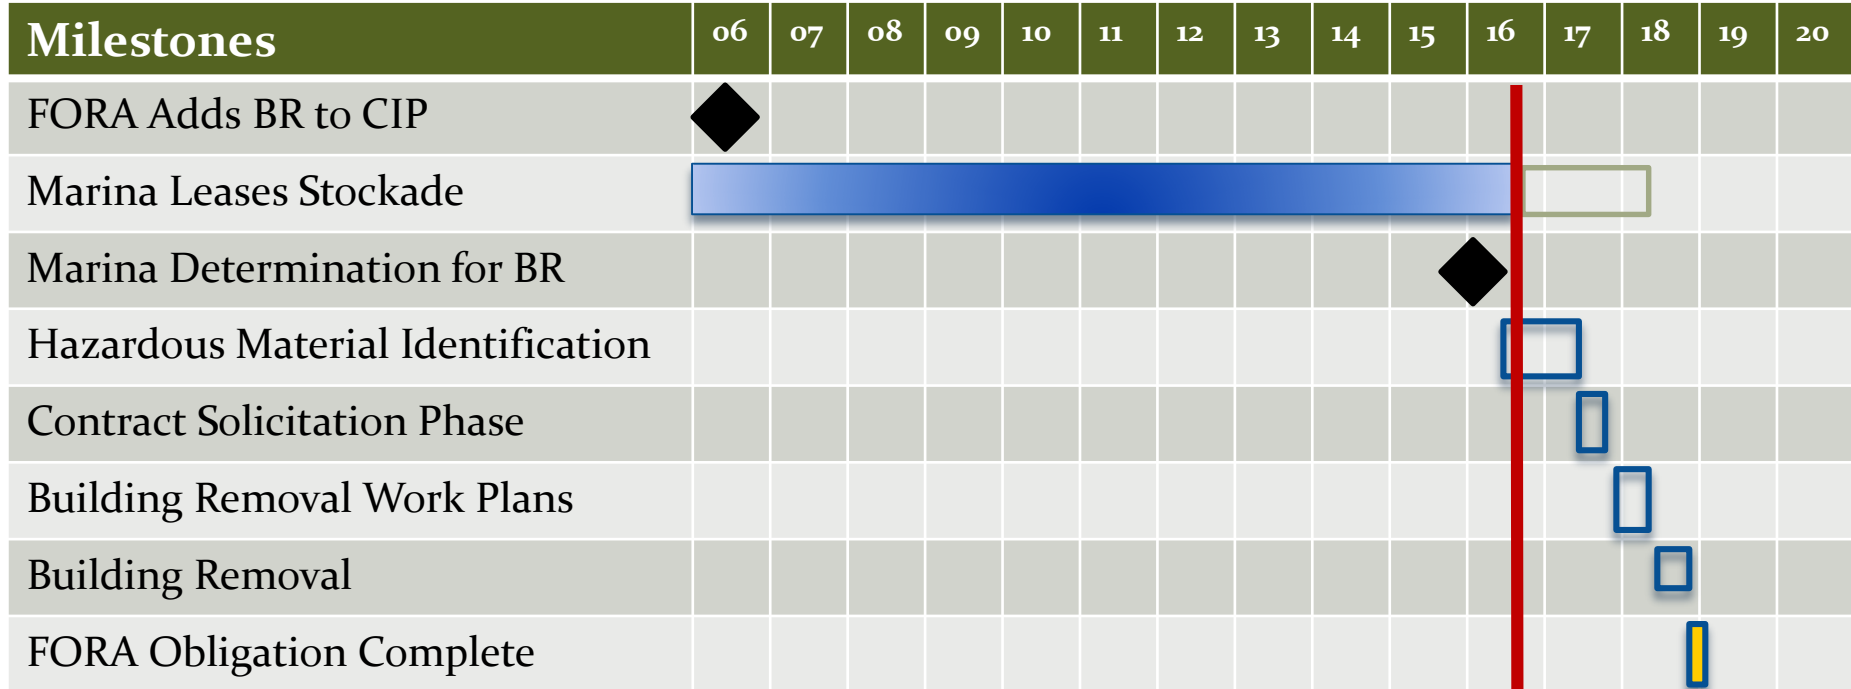 Milestones 06 07 08 09 10 11 12 13 14 15 16 17 18 19 20
FORA Adds BR to CIP
Marina Leases Stockade
Marina Determination for BR
Hazardous Material Identification
Contract Solicitation Phase
Building Removal Work Plans
Building Removal
FORA Obligation Complete